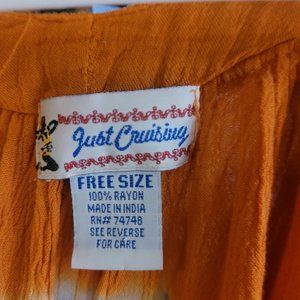 Just Cruising
FREE SIZE
100% RAYON
MADE IN INDIA
RN# 74748
SEE REVERSE
FOR CARE